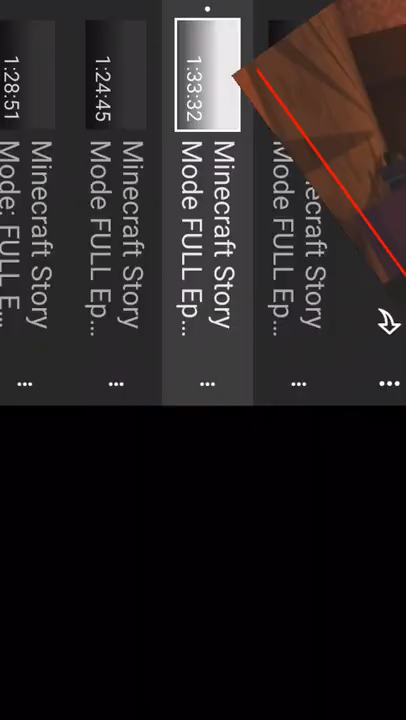 ecraft Story
Mode FULL Ep...
1:33:32
Minecraft Story
Mode FULL Ep...
1:24:45
Minecraft Story
Mode FULL Ep...
1:28:51
Minecraft Story
Mode: FULL E...